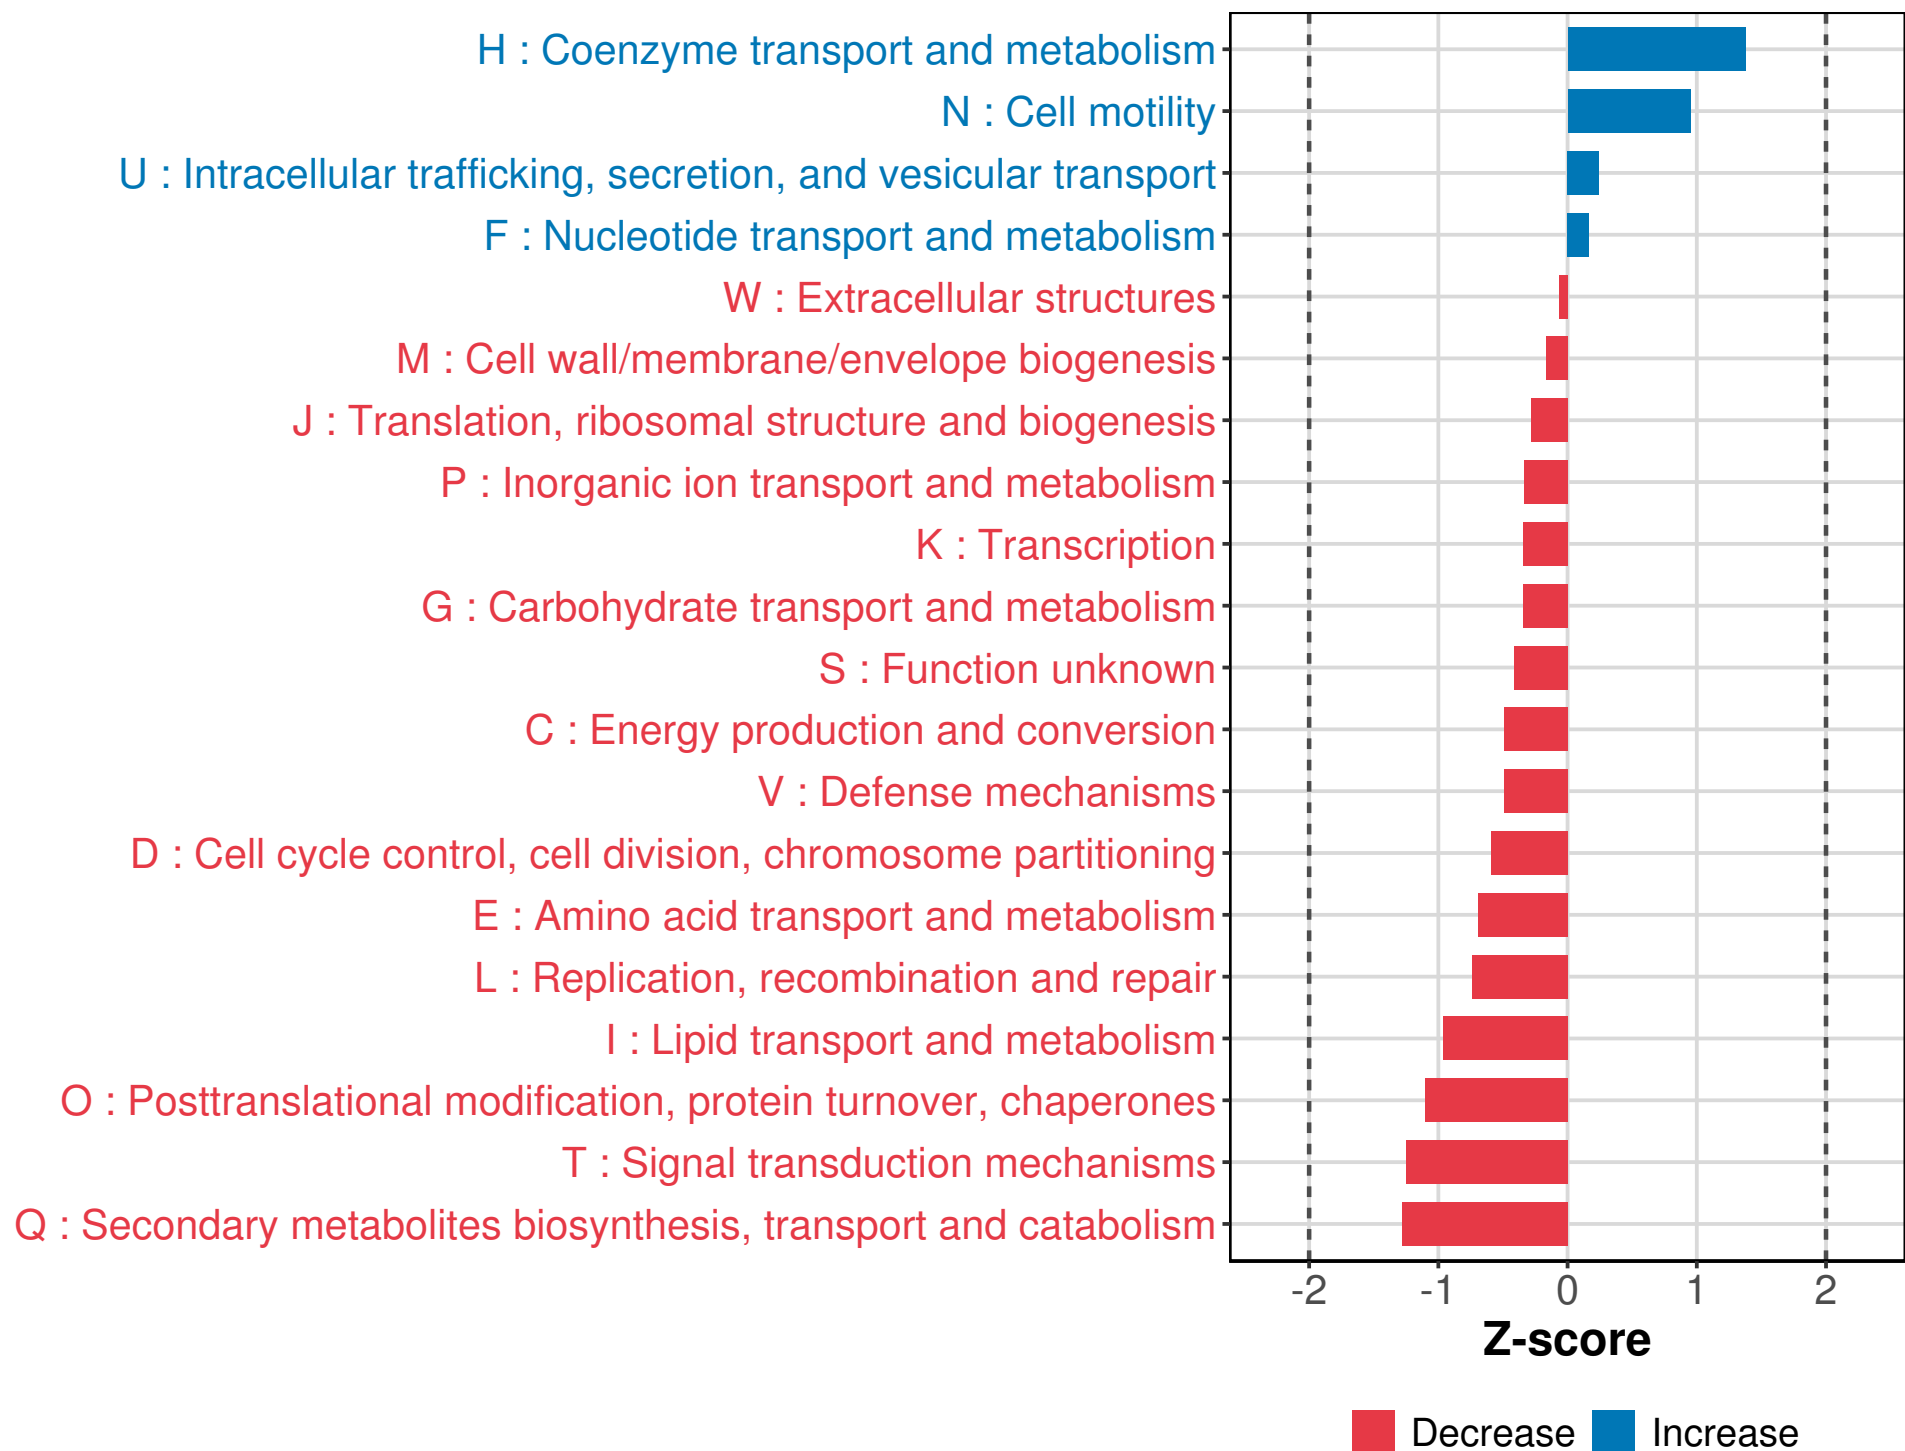 H : Coenzyme transport and metabolism
N : Cell motility
U : Intracellular trafficking, secretion, and vesicular transport
F : Nucleotide transport and metabolism
W : Extracellular structures
M : Cell wall/membrane/envelope biogenesis
J : Translation, ribosomal structure and biogenesis
P : Inorganic ion transport and metabolism
K : Transcription
G : Carbohydrate transport and metabolism
S : Function unknown
C : Energy production and conversion
V : Defense mechanisms
D : Cell cycle control, cell division, chromosome partitioning
E : Amino acid transport and metabolism
L : Replication, recombination and repair
I : Lipid transport and metabolism
O : Posttranslational modification, protein turnover, chaperones
T : Signal transduction mechanisms
Q : Secondary metabolites biosynthesis, transport and catabolism
-2 -1 0 1 2
Z-score
Decrease Increase